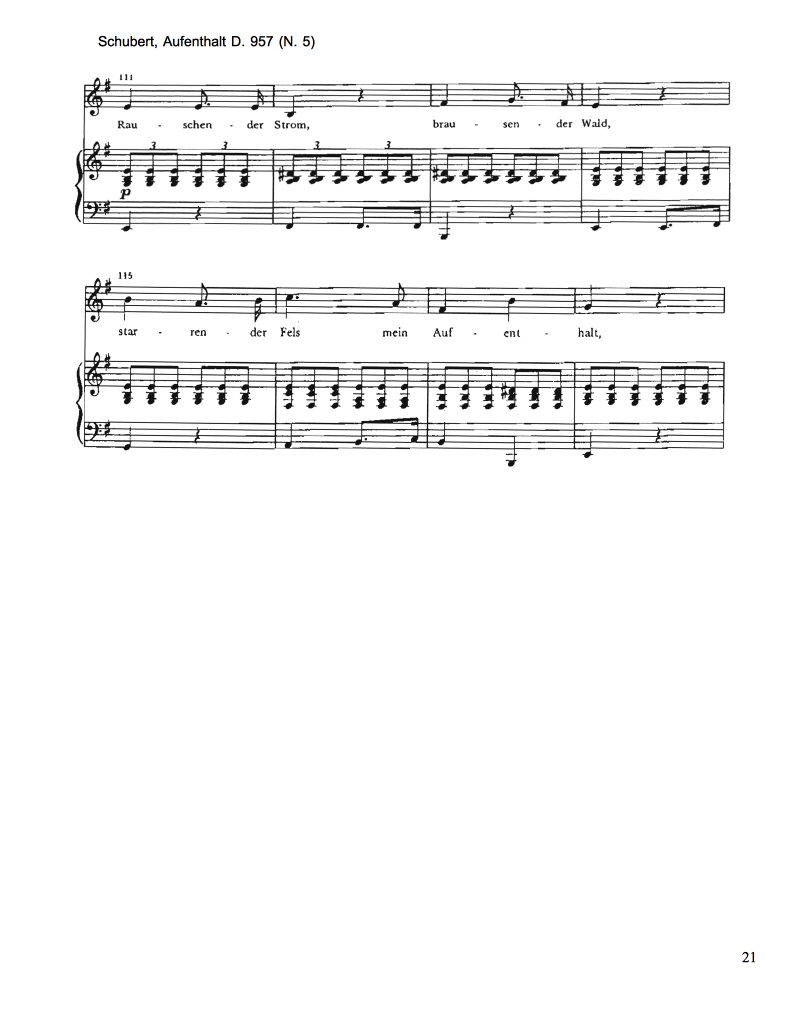 Schubert, Aufenthalt D. 957 (N. 5)
111
Rau - schen - der Strom, brau - sen - der Wald,
3 3 3 3
p
115
star - ren - der Fels mein Auf - ent - halt,
21